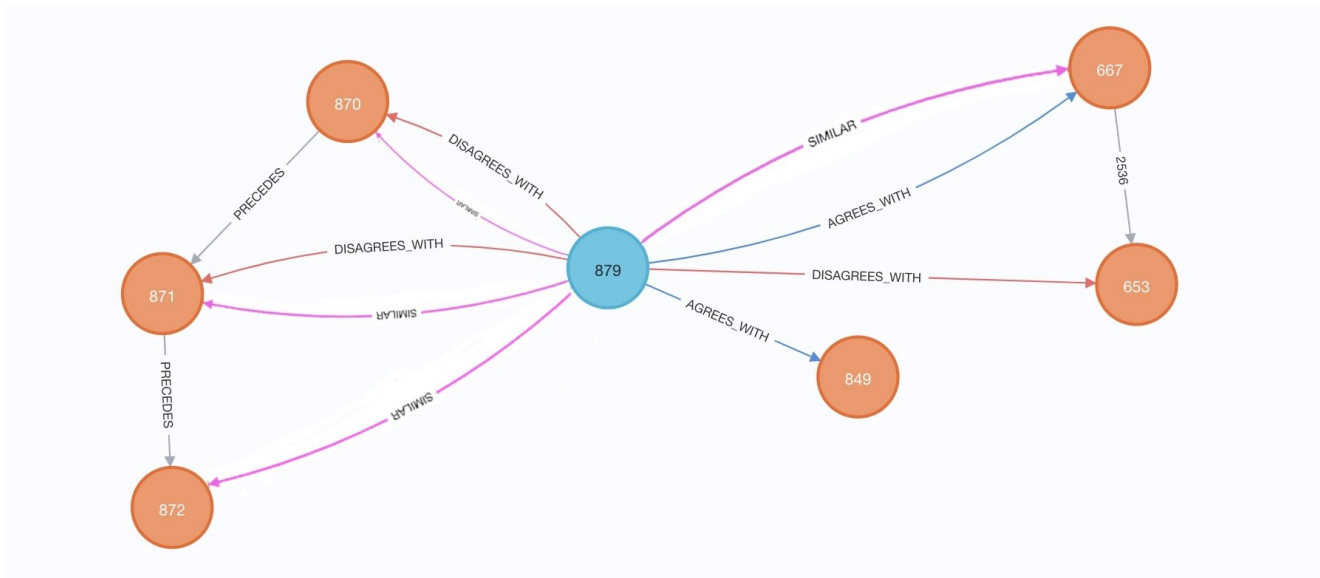 667
870
SIMILAR
DISAGREES_WITH
2536
PRECEDES
SIMILAR
AGREES_WITH
DISAGREES_WITH
879
DISAGREES_WITH
653
871
SIMILAR
AGREES_WITH
849
PRECEDES
SIMILAR
872